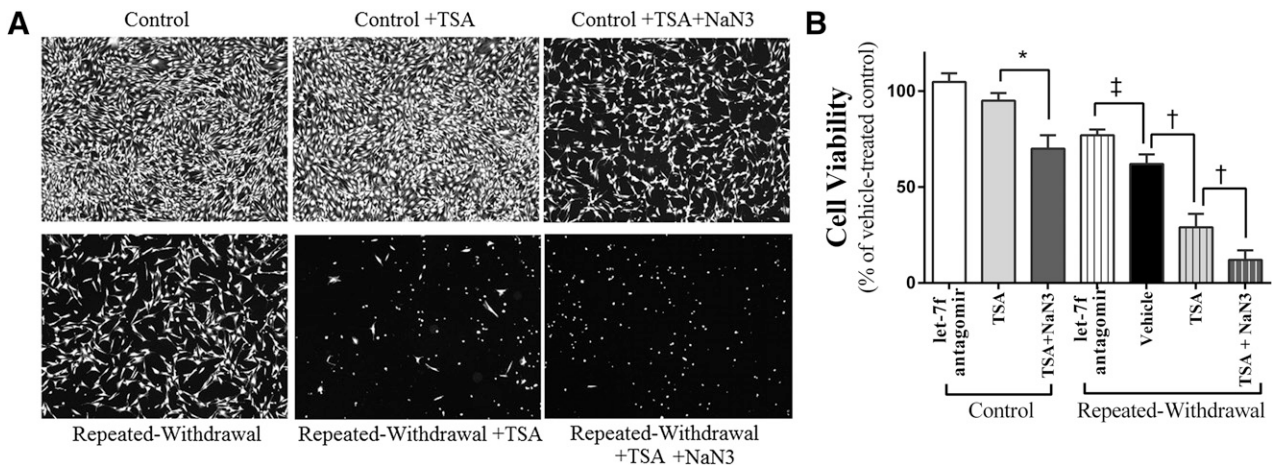 A
Control
Control +TSA
Control +TSA+NaN3
Repeated-Withdrawal
Repeated-Withdrawal +TSA
Repeated-Withdrawal
+TSA +NaN3
B
Cell Viability
(% of vehicle-treated control)
100
50
0
*
‡
†
†
let-7f
antagomir
TSA
TSA+NaN3
let-7f
antagomir
Vehicle
TSA
TSA + NaN3
Control
Repeated-Withdrawal